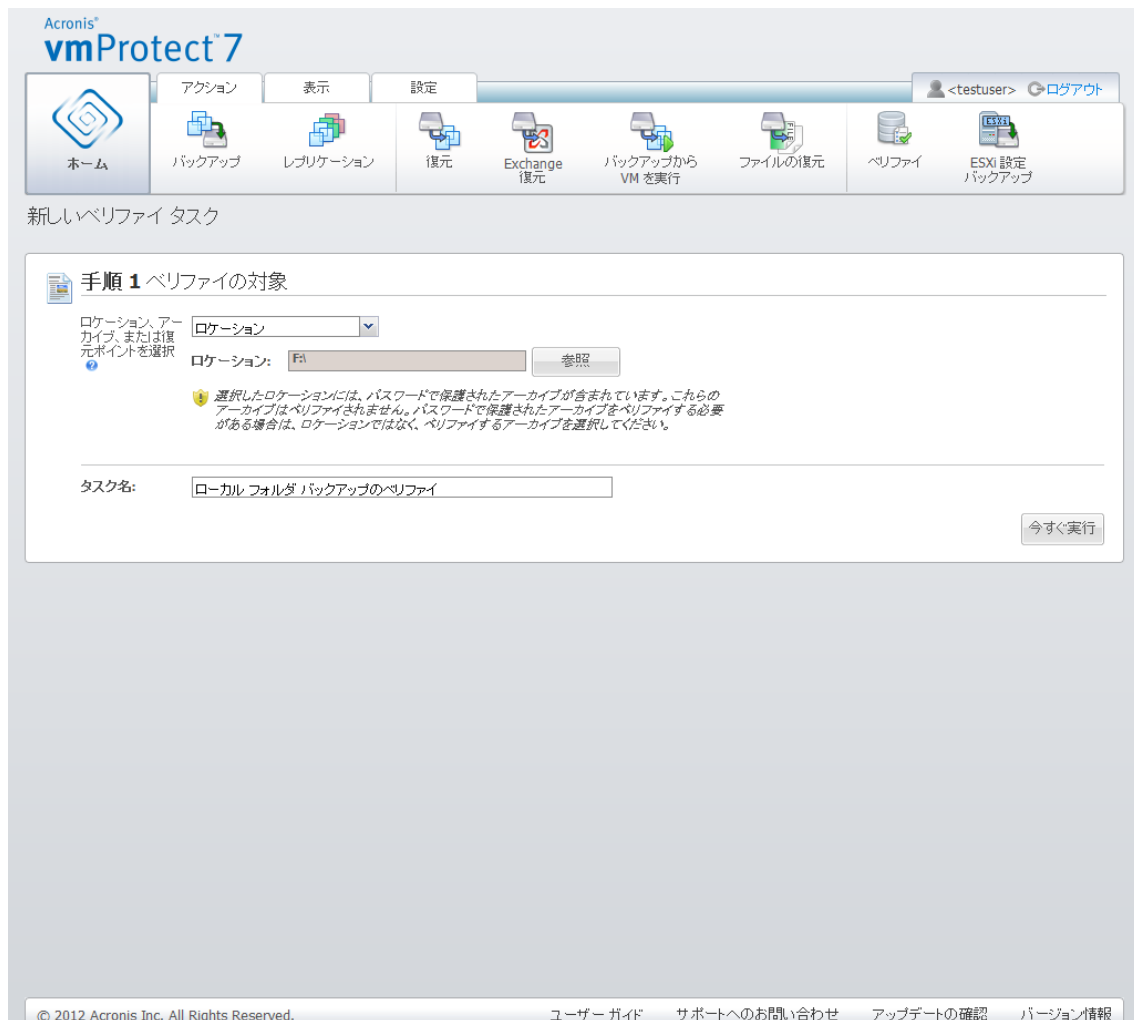 Acronis®
vmProtect™ 7
アクション 表示 設定 <testuser> ログアウト
ホーム
バックアップ
レプリケーション
復元
Exchange
復元
バックアップから
VM を実行
ファイルの復元
ベリファイ
ESXi
ESXi 設定
バックアップ
新しいベリファイ タスク
手順 1 ベリファイの対象
ロケーション、アー
カイブ、または復
元ポイントを選択
ロケーション
ロケーション: F:\ 参照
選択したロケーションには、パスワードで保護されたアーカイブが含まれています。これらの
アーカイブはベリファイされません。パスワードで保護されたアーカイブをベリファイする必要
がある場合は、ロケーションではなく、ベリファイするアーカイブを選択してください。
タスク名: ローカル フォルダ バックアップのベリファイ
今すぐ実行
© 2012 Acronis Inc. All Rights Reserved. ユーザー ガイド サポートへのお問い合わせ アップデートの確認 バージョン情報